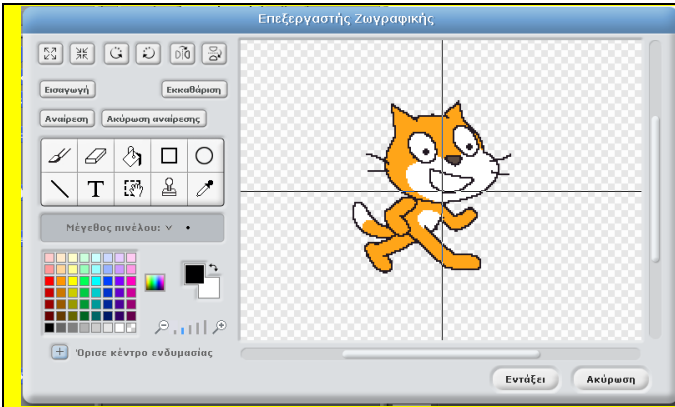 Επεξεργαστής Ζωγραφικής
Εισαγωγή Εκκαθάριση
Αναίρεση Ακύρωση αναίρεσης
T
Μέγεθος πινέλου:
Όρισε κέντρο ενδυμασίας
Εντάξει Ακύρωση